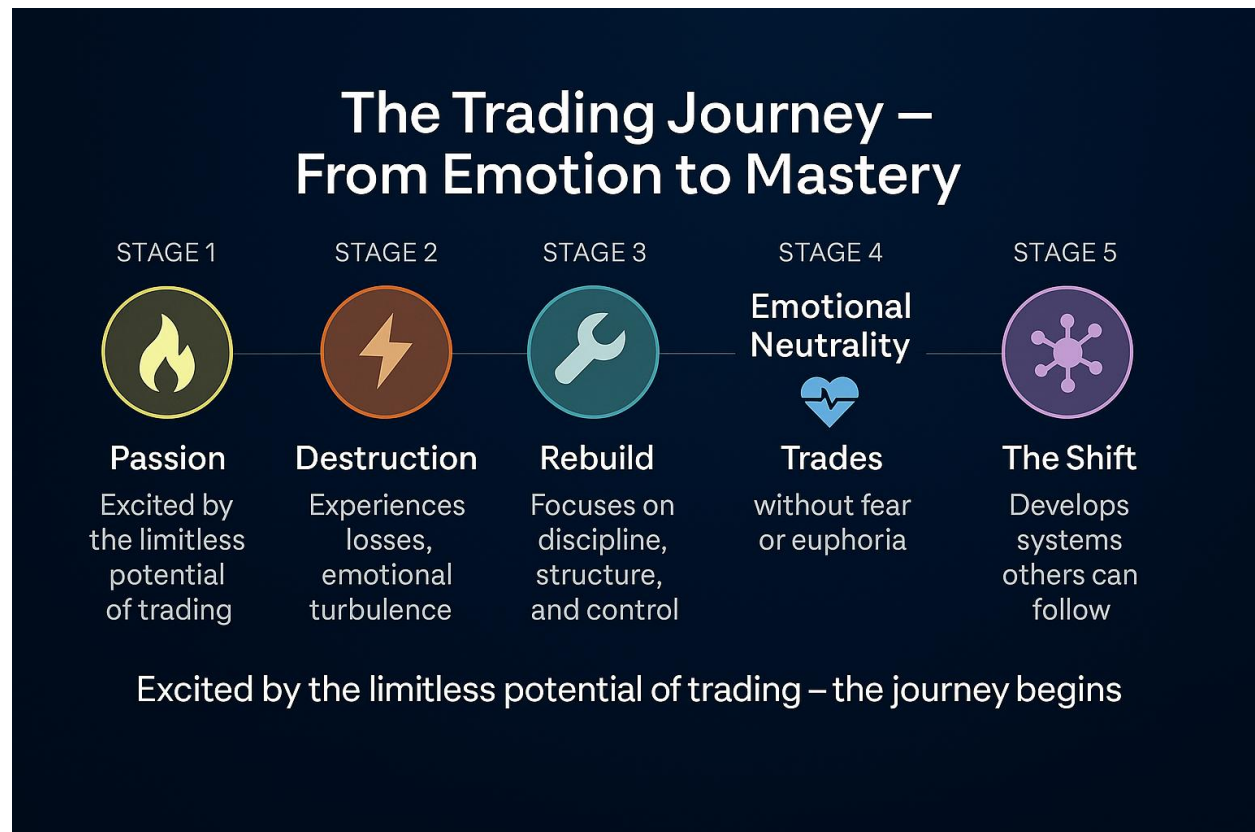 The Trading Journey –
From Emotion to Mastery
STAGE 1
STAGE 2
STAGE 3
STAGE 4
STAGE 5
Passion
Excited by
the limitless
potential
of trading
Destruction
Experiences
losses,
emotional
turbulence
Rebuild
Focuses on
discipline,
structure,
and control
Emotional
Neutrality
Trades
without fear
or euphoria
The Shift
Develops
systems
others can
follow
Excited by the limitless potential of trading – the journey begins